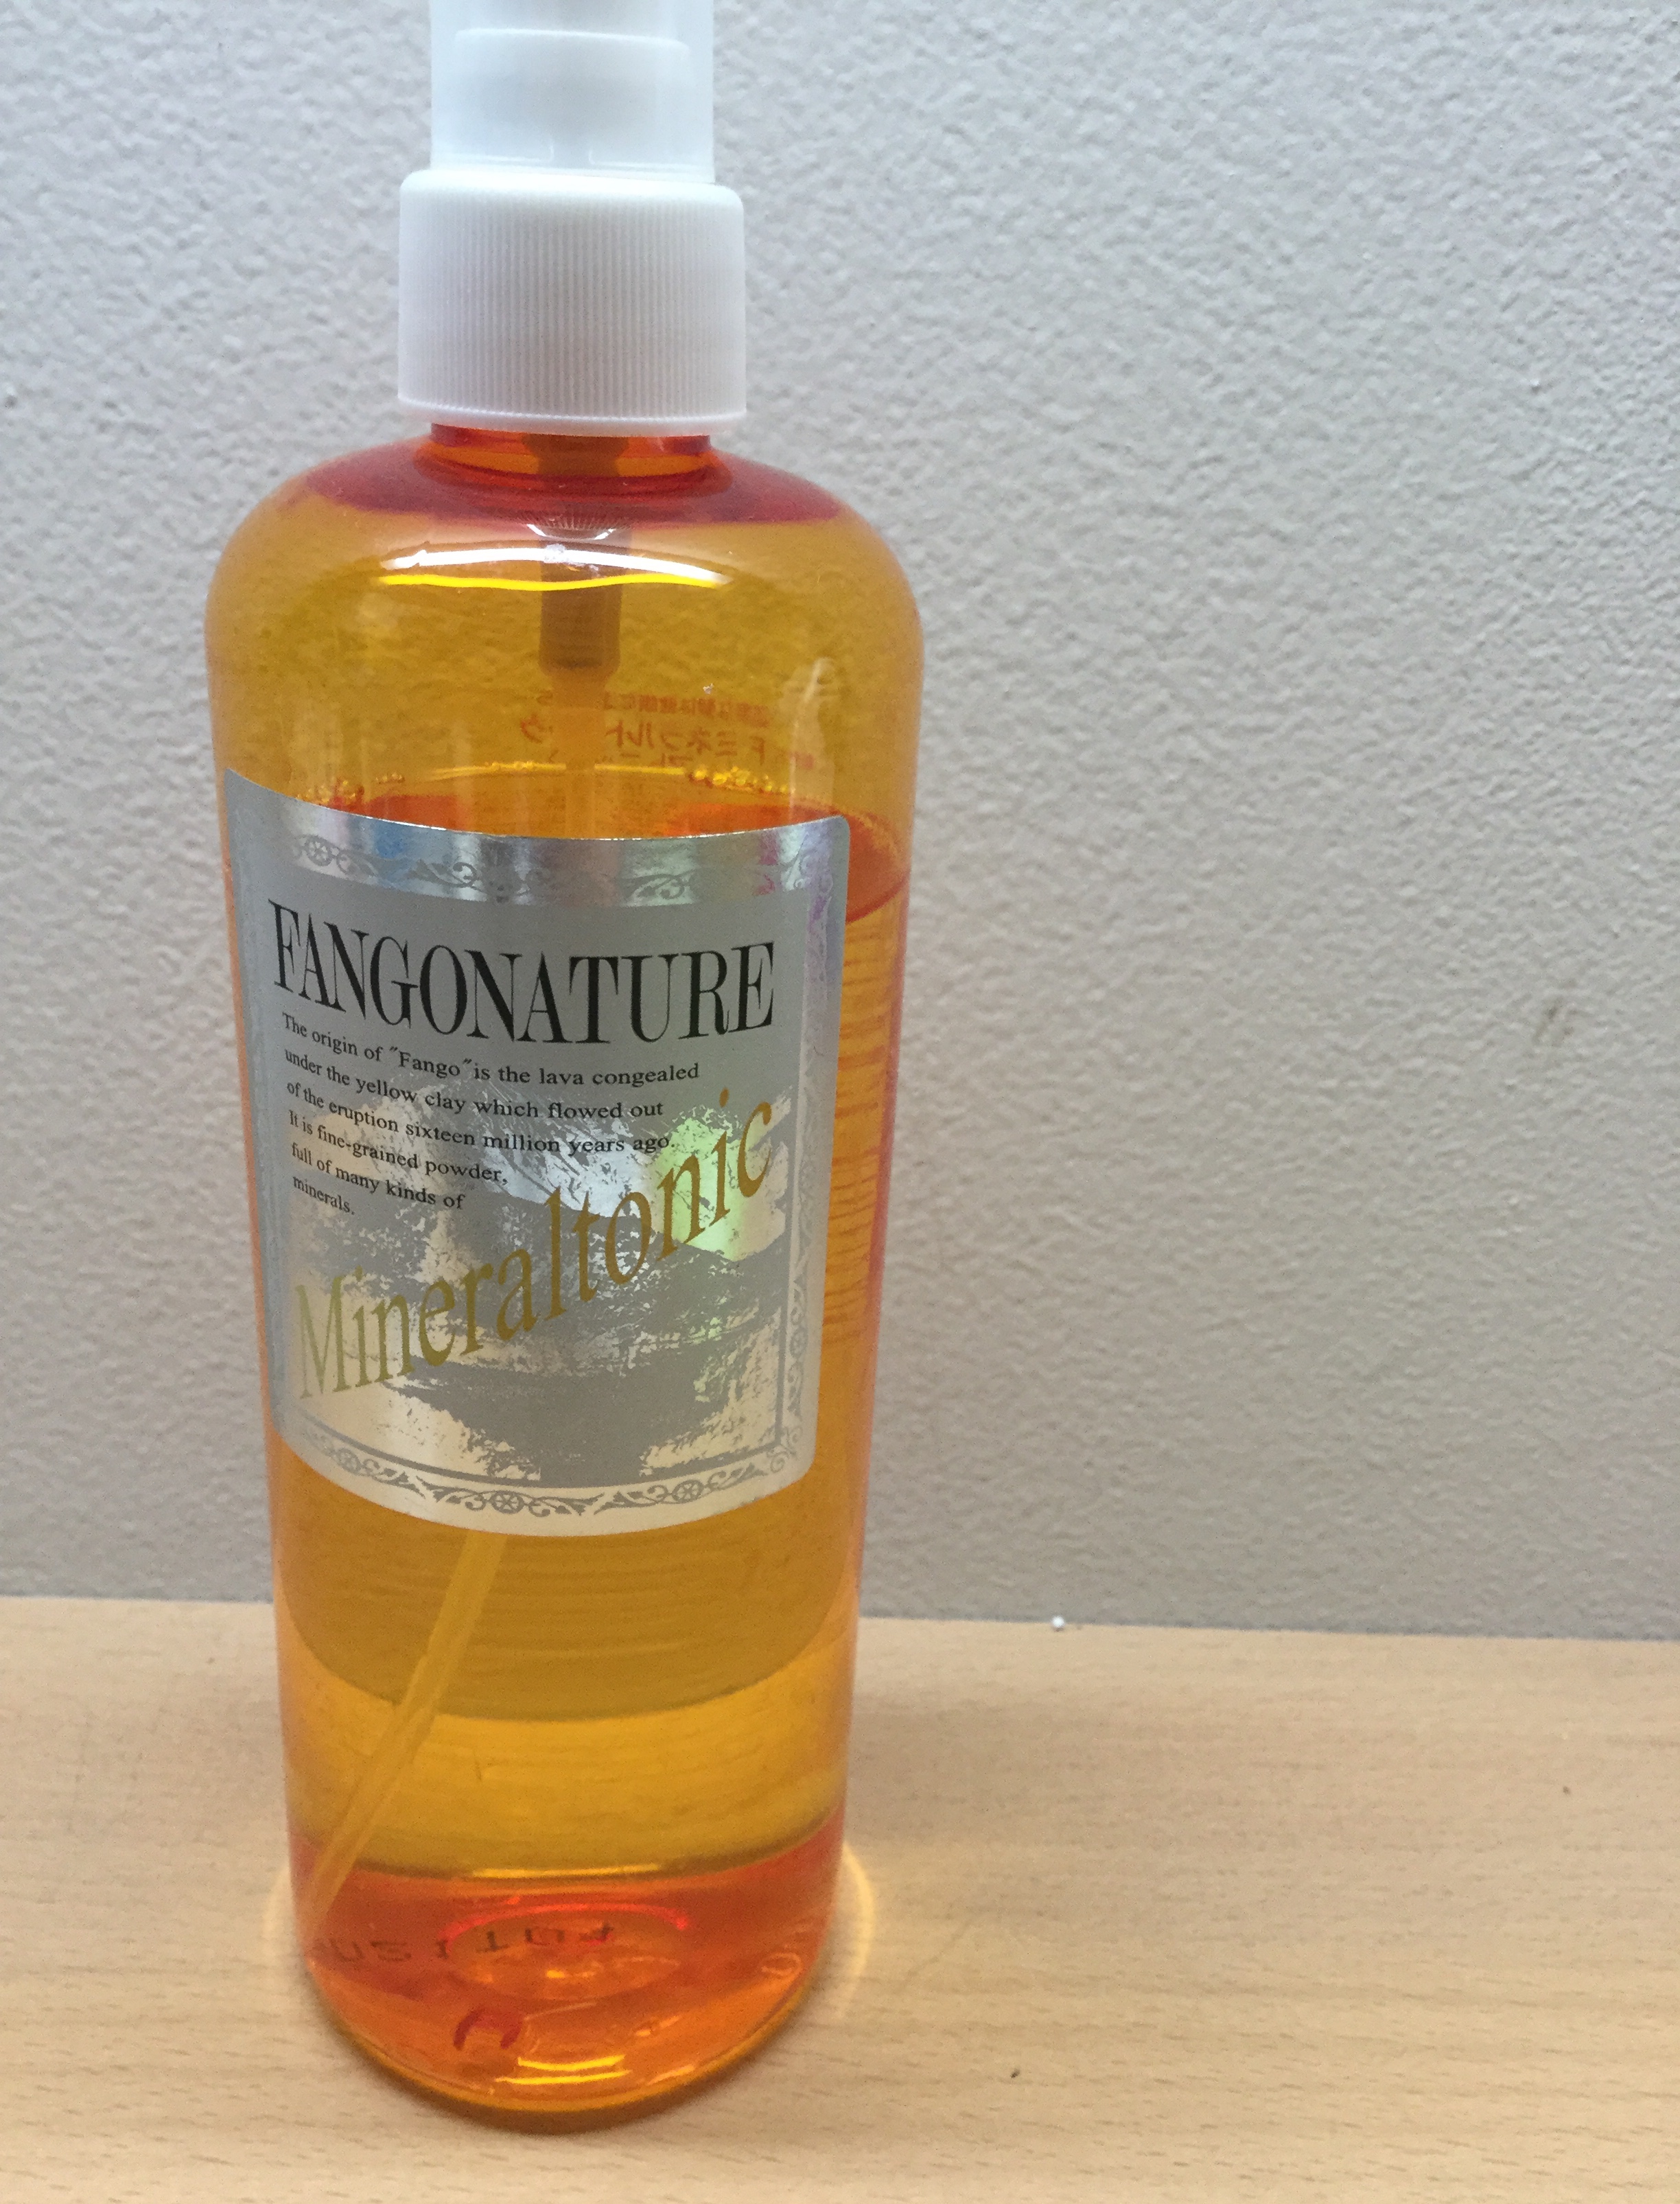 FANGONATURE
The origin of "Fango" is the lava congealed
under the yellow clay which flowed out
of the eruption sixteen million years ago.
It is fine-grained powder,
full of many kinds of
minerals.
Mineraltonic